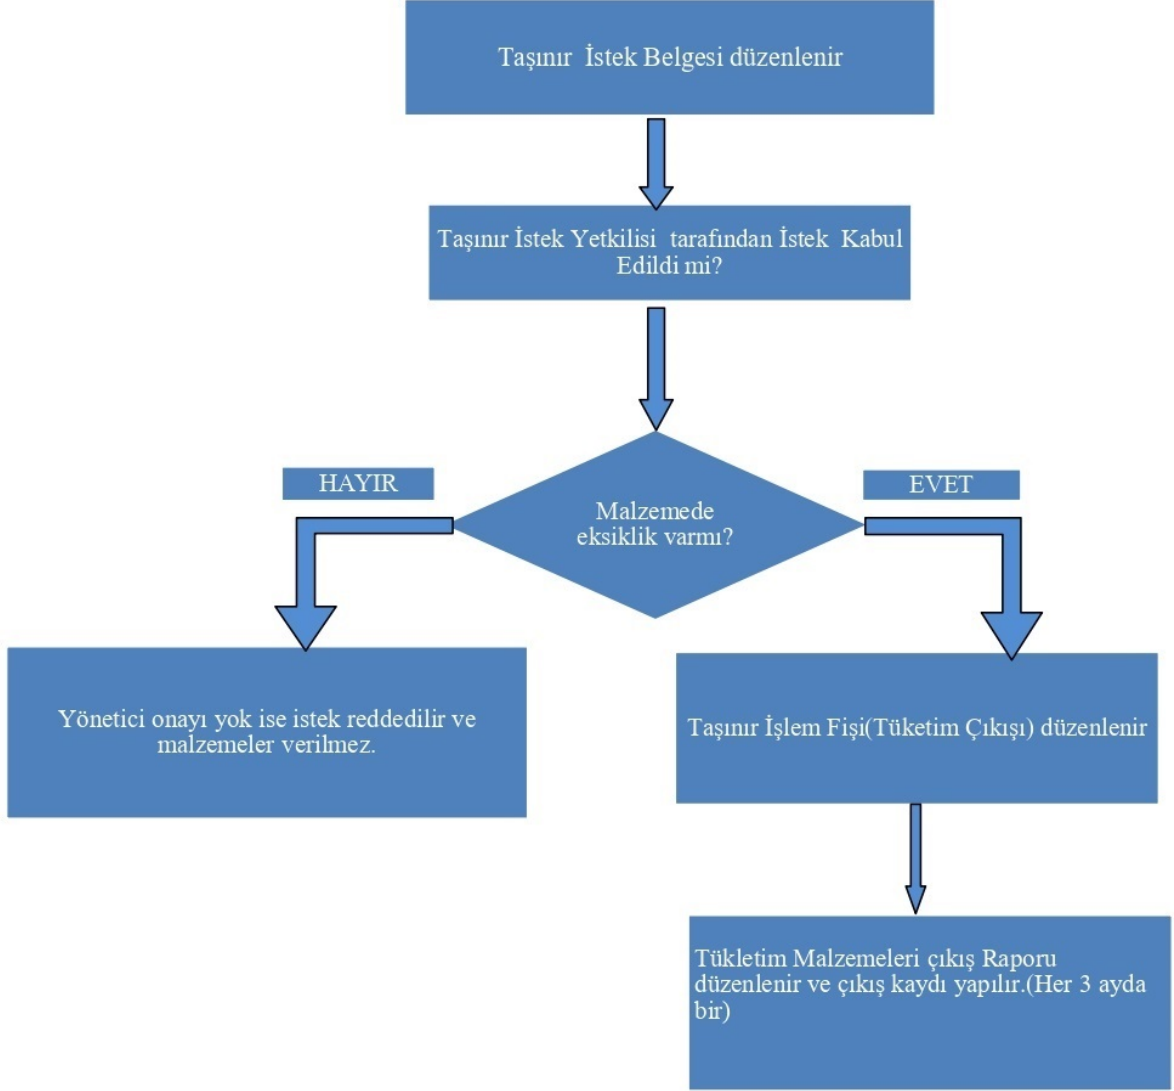 Taşınır İstek Belgesi düzenlenir
Taşınır İstek Yetkilisi tarafından İstek Kabul
Edildi mi?
HAYIR
EVET
Malzemede
eksiklik varmı?
Yönetici onayı yok ise istek reddedilir ve
malzemeler verilmez.
Taşınır İşlem Fişi(Tüketim Çıkışı) düzenlenir
Tükletim Malzemeleri çıkış Raporu
düzenlenir ve çıkış kaydı yapılır.(Her 3 ayda
bir)